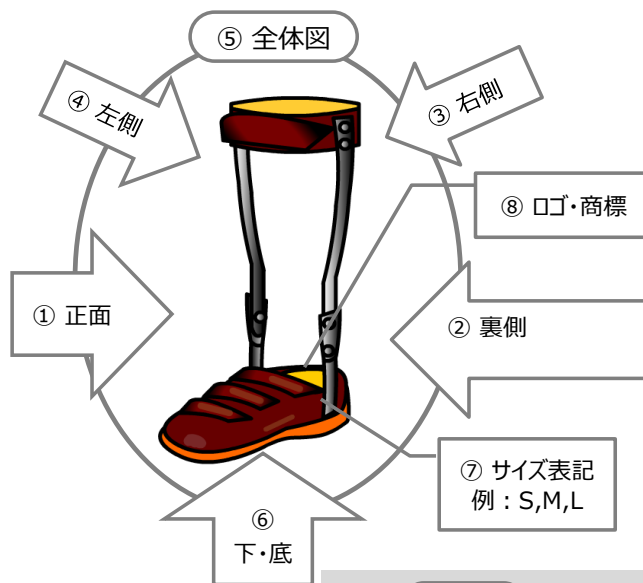 ⑤ 全体図
④ 左側
③ 右側
⑧ ロゴ・商標
① 正面
② 裏側
⑦ サイズ表記
例：S,M,L
⑥
下・底